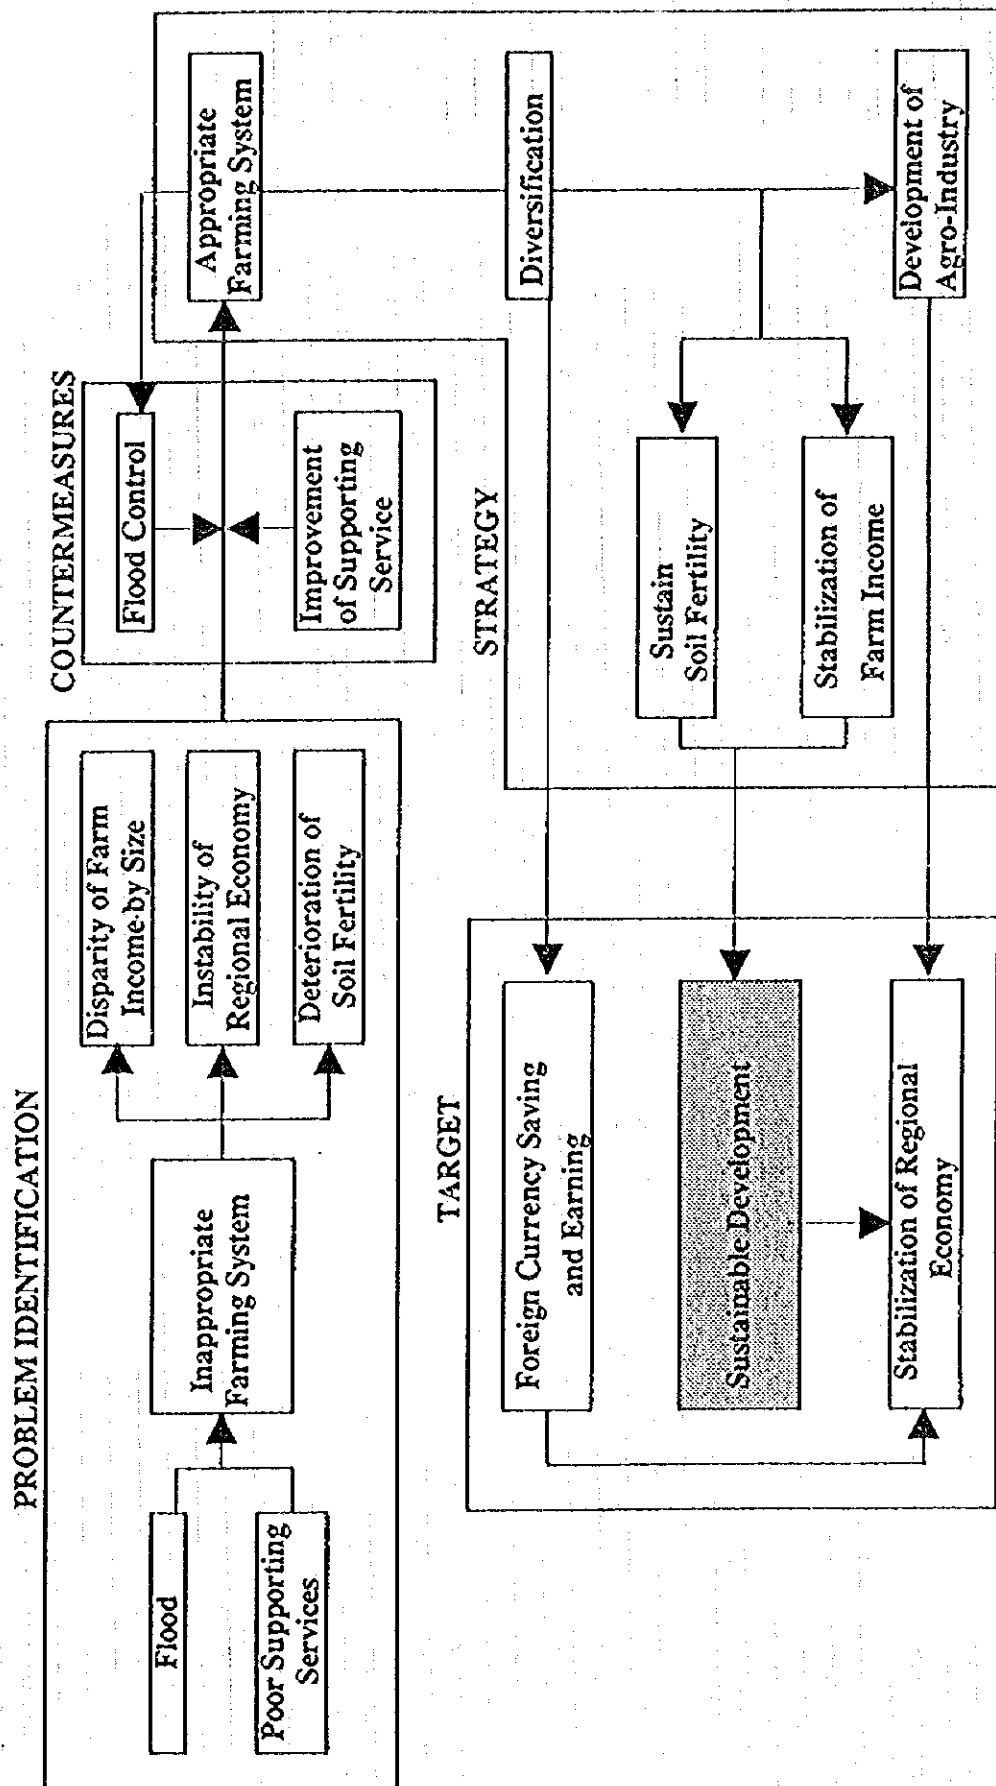 PROBLEM IDENTIFICATION
Flood
Poor Supporting
Services
Inappropriate
Farming System
Disparity of Farm
Income by Size
Instability of
Regional Economy
Deterioration of
Soil Fertility
COUNTERMEASURES
Flood Control
Improvement
of Supporting
Service
Appropriate
Farming System
STRATEGY
Diversification
Sustain
Soil Fertility
Stabilization of
Farm Income
Development of
Agro-Industry
TARGET
Foreign Currency Saving
and Earning
Sustainable Development
Stabilization of Regional
Economy